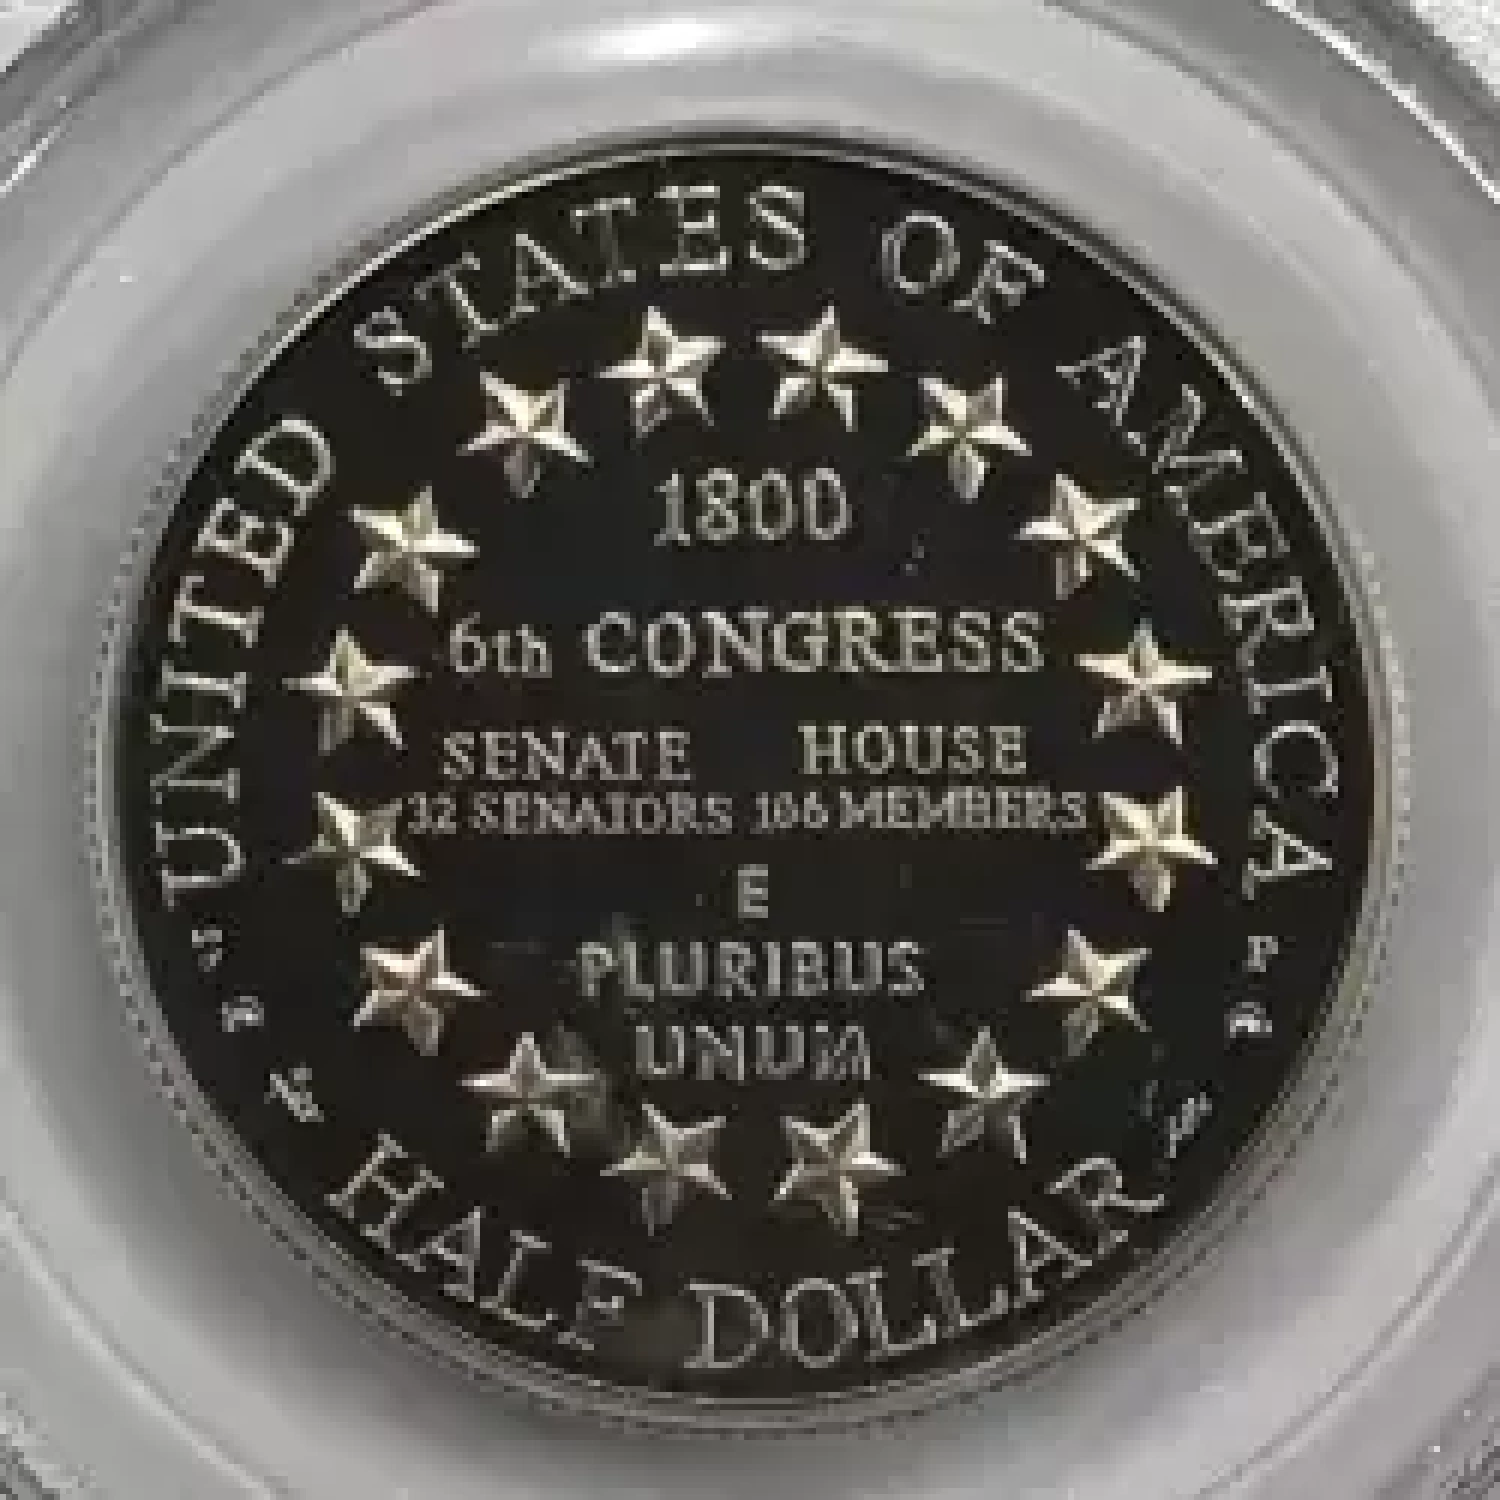 UNITED STATES OF AMERICA
1800
6th CONGRESS
SENATE HOUSE
32 SENATORS 106 MEMBERS
E
PLURIBUS
UNUM
HALF DOLLAR